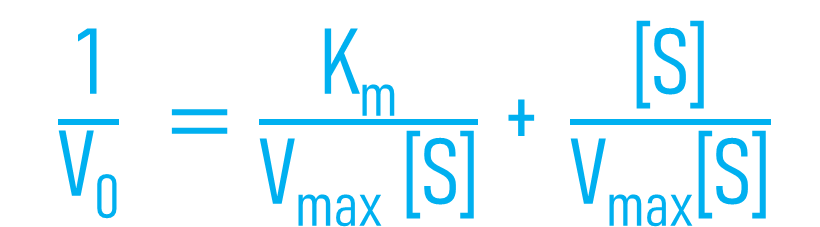 1/V₀ = Kₘ/Vmax [S] + [S]/Vmax[S]